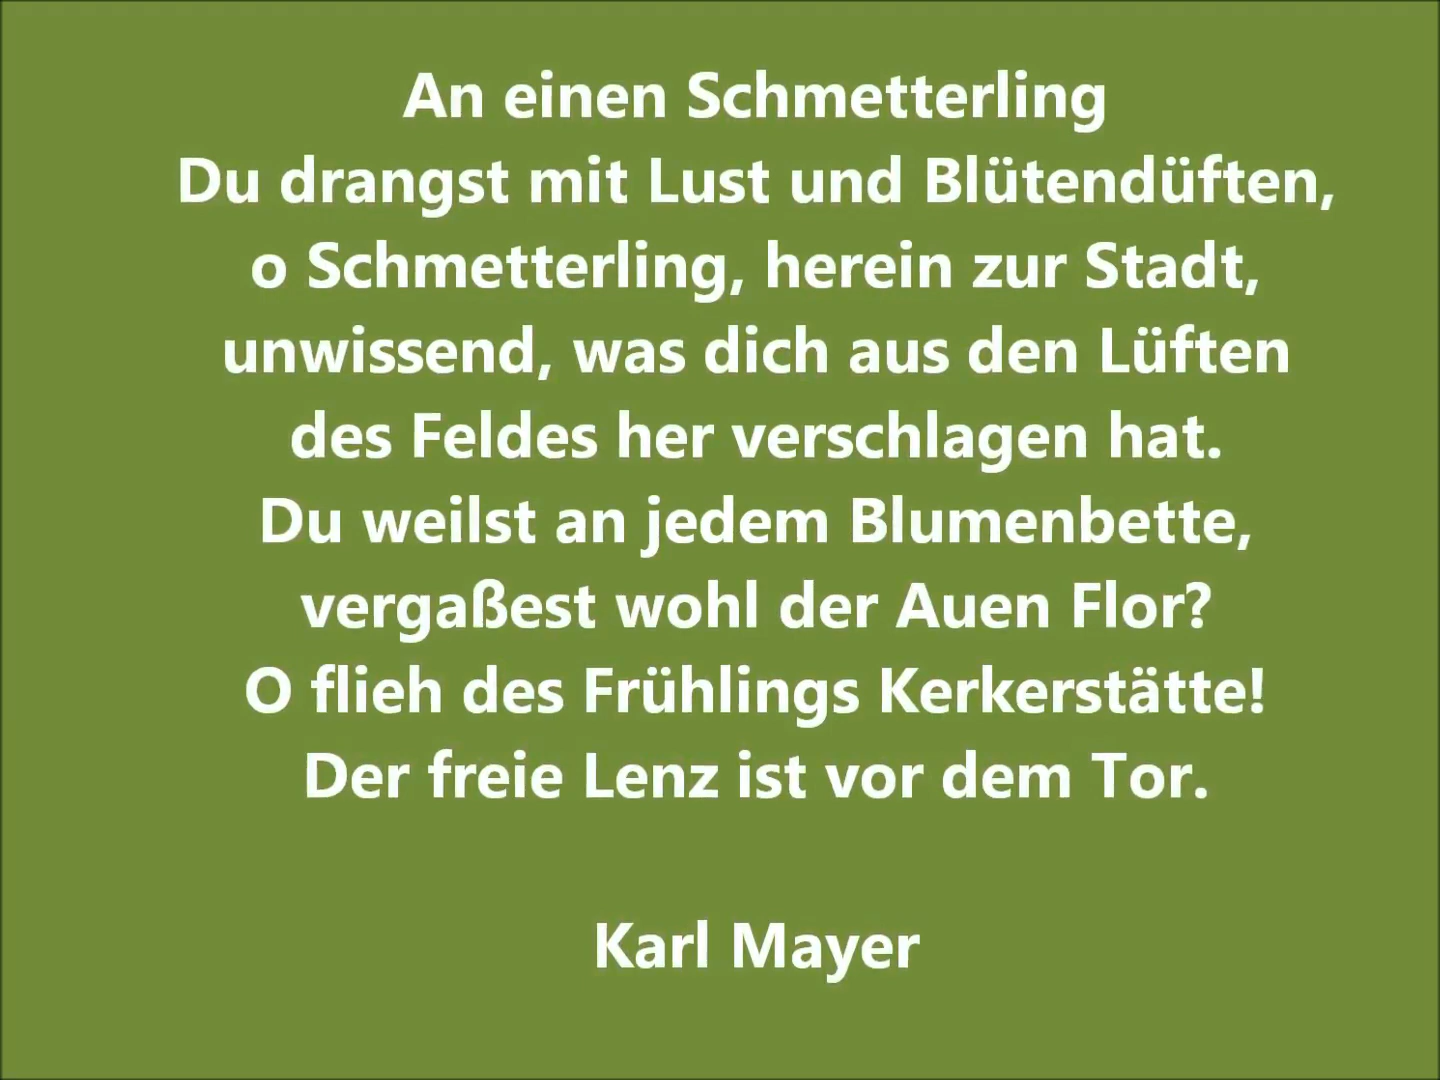 An einen Schmetterling
Du drangst mit Lust und Blütendüften,
o Schmetterling, herein zur Stadt,
unwissend, was dich aus den Lüften
des Feldes her verschlagen hat.
Du weilst an jedem Blumenbette,
vergaßest wohl der Auen Flor?
O flieh des Frühlings Kerkerstätte!
Der freie Lenz ist vor dem Tor.
Karl Mayer